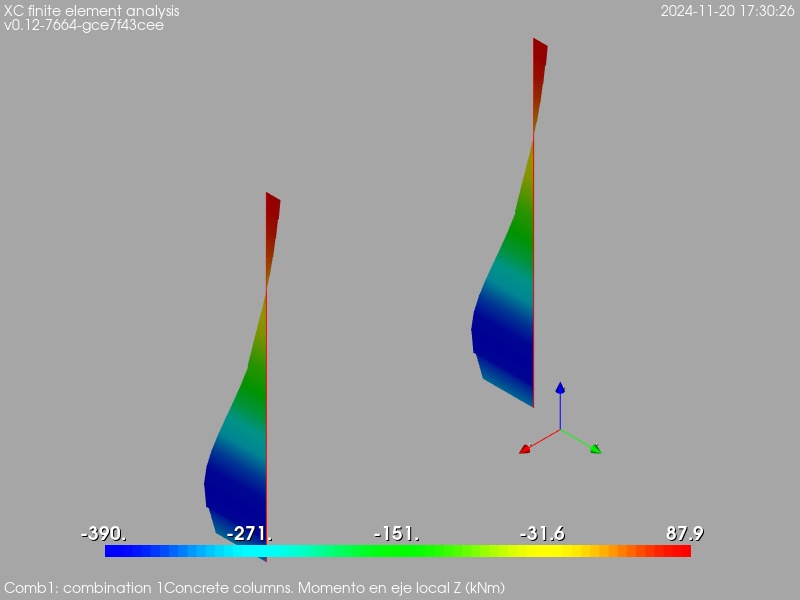 XC finite element analysis
v0.12-7664-gce7f43cee
2024-11-20 17:30:26
-390. -271. -151. -31.6 87.9
Comb1: combination 1Concrete columns. Momento en eje local Z (kNm)